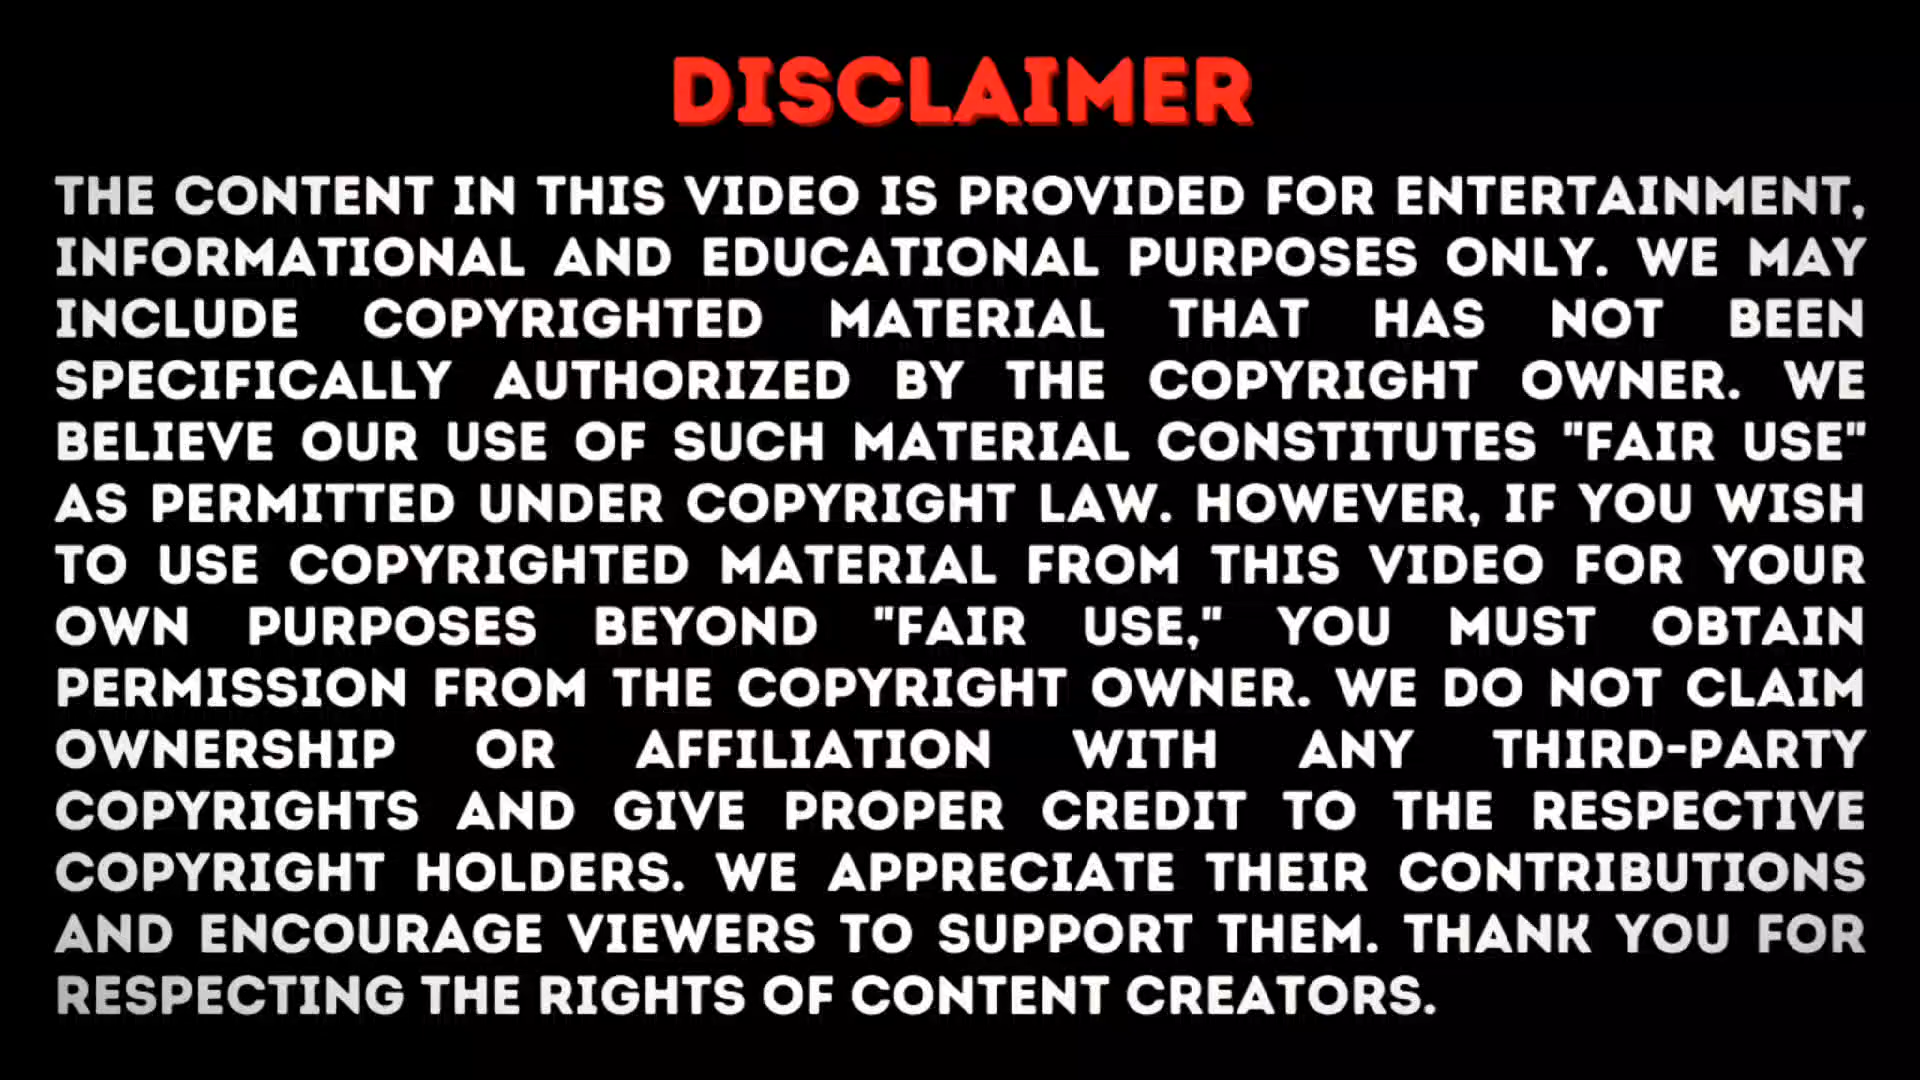 DISCLAIMER
THE CONTENT IN THIS VIDEO IS PROVIDED FOR ENTERTAINMENT,
INFORMATIONAL AND EDUCATIONAL PURPOSES ONLY. WE MAY
INCLUDE COPYRIGHTED MATERIAL THAT HAS NOT BEEN
SPECIFICALLY AUTHORIZED BY THE COPYRIGHT OWNER. WE
BELIEVE OUR USE OF SUCH MATERIAL CONSTITUTES "FAIR USE"
AS PERMITTED UNDER COPYRIGHT LAW. HOWEVER, IF YOU WISH
TO USE COPYRIGHTED MATERIAL FROM THIS VIDEO FOR YOUR
OWN PURPOSES BEYOND "FAIR USE," YOU MUST OBTAIN
PERMISSION FROM THE COPYRIGHT OWNER. WE DO NOT CLAIM
OWNERSHIP OR AFFILIATION WITH ANY THIRD-PARTY
COPYRIGHTS AND GIVE PROPER CREDIT TO THE RESPECTIVE
COPYRIGHT HOLDERS. WE APPRECIATE THEIR CONTRIBUTIONS
AND ENCOURAGE VIEWERS TO SUPPORT THEM. THANK YOU FOR
RESPECTING THE RIGHTS OF CONTENT CREATORS.